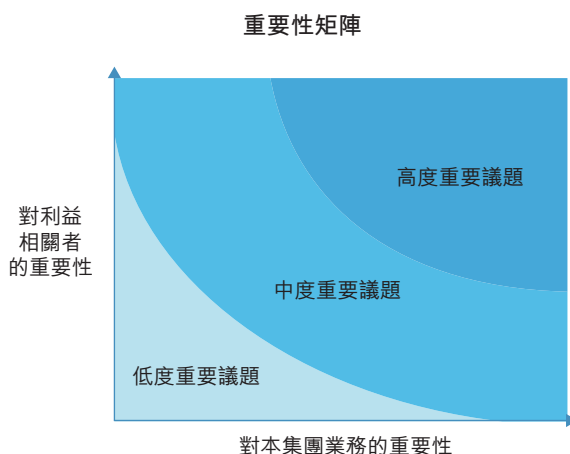 重要性矩陣
高度重要議題
對利益
相關者
的重要性
中度重要議題
低度重要議題
對本集團業務的重要性